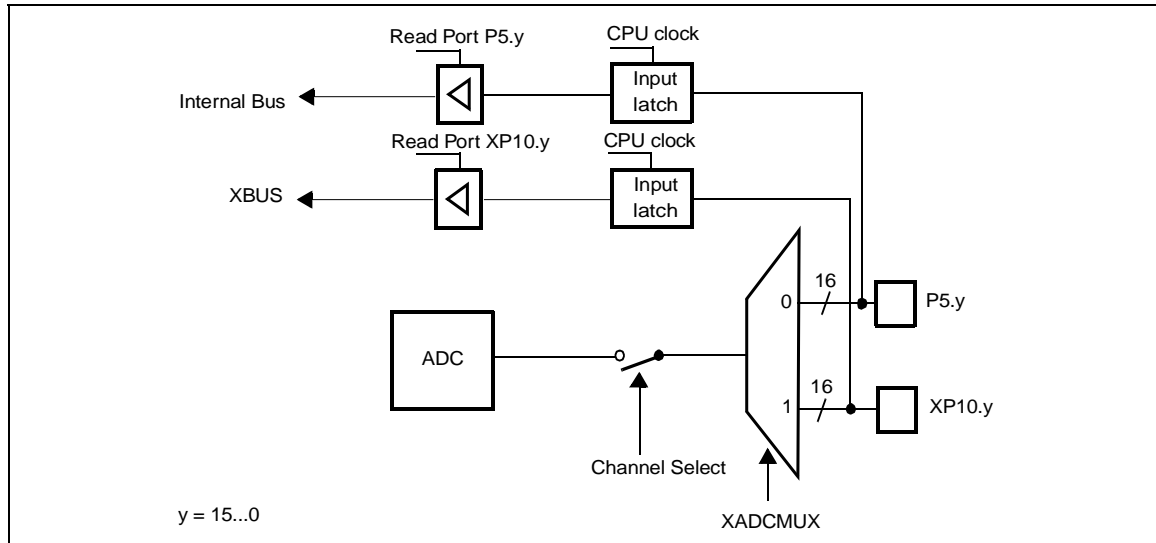 Read Port P5.y
CPU clock
Input
latch
Internal Bus
Read Port XP10.y
CPU clock
Input
latch
XBUS
16
0
P5.y
ADC
16
1
XP10.y
Channel Select
XADCMUX
y = 15...0